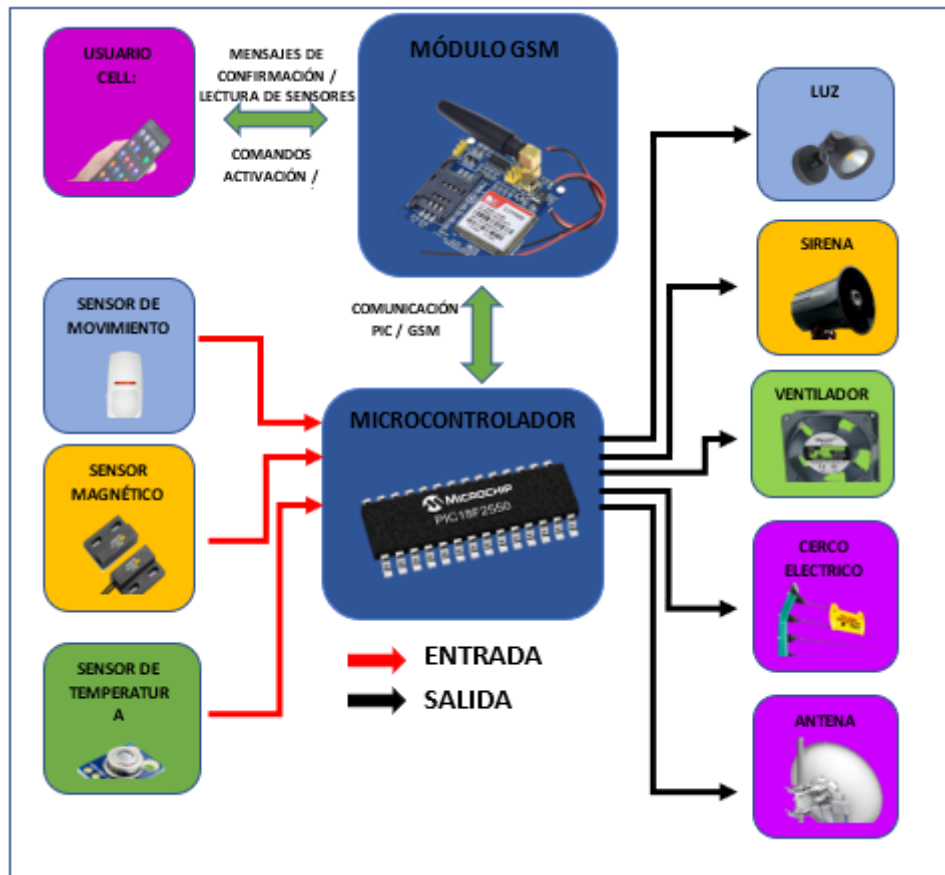 USUARIO
CELL:
MENSAJES DE
CONFIRMACIÓN /
LECTURA DE SENSORES
COMANDOS
ACTIVACIÓN /
MÓDULO GSM
LUZ
SIRENA
SENSOR DE
MOVIMIENTO
COMUNICACIÓN
PIC / GSM
VENTILADOR
MICROCONTROLADOR
MICROCHIP
PIC18F2550
SENSOR
MAGNÉTICO
CERCO
ELECTRICO
SENSOR DE
TEMPERATUR
A
ENTRADA
SALIDA
ANTENA